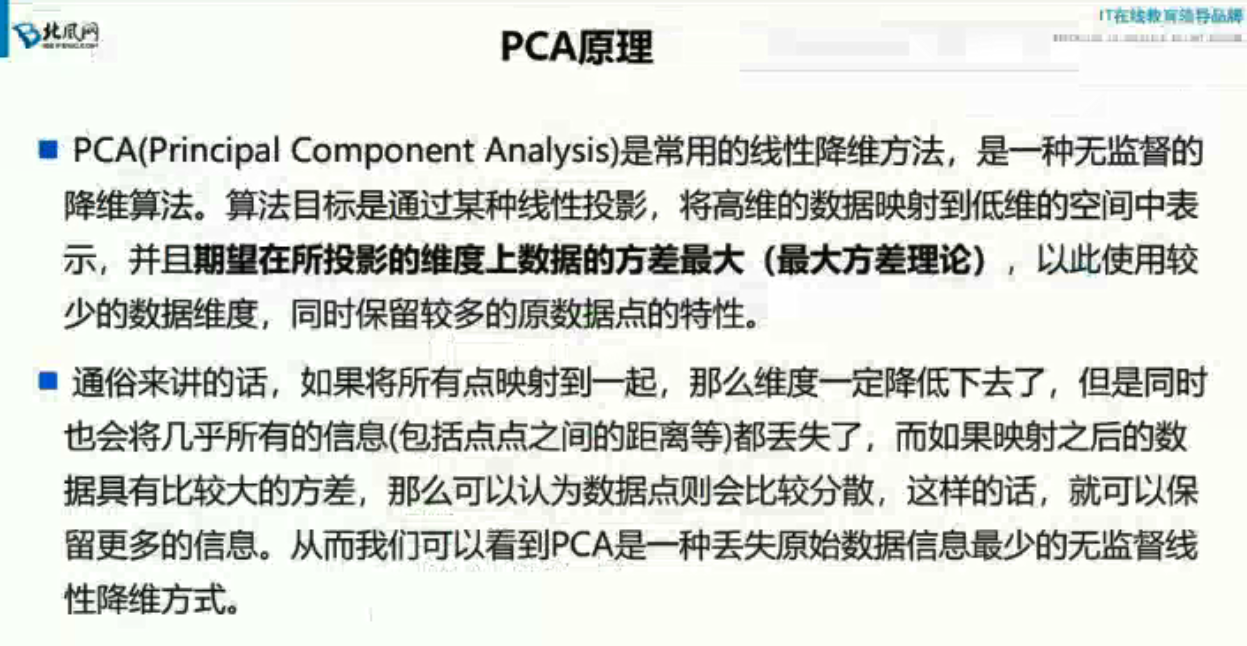 北风网
IT在线教育领导品牌
PCA原理
PCA(Principal Component Analysis)是常用的线性降维方法，是一种无监督的
降维算法。算法目标是通过某种线性投影，将高维的数据映射到低维的空间中表
示，并且期望在所投影的维度上数据的方差最大（最大方差理论），以此使用较
少的数据维度，同时保留较多的原数据点的特性。
通俗来讲的话，如果将所有点映射到一起，那么维度一定降低下去了，但是同时
也会将几乎所有的信息(包括点点之间的距离等)都丢失了，而如果映射之后的数
据具有比较大的方差，那么可以认为数据点则会比较分散，这样的话，就可以保
留更多的信息。从而我们可以看到PCA是一种丢失原始数据信息最少的无监督线
性降维方式。